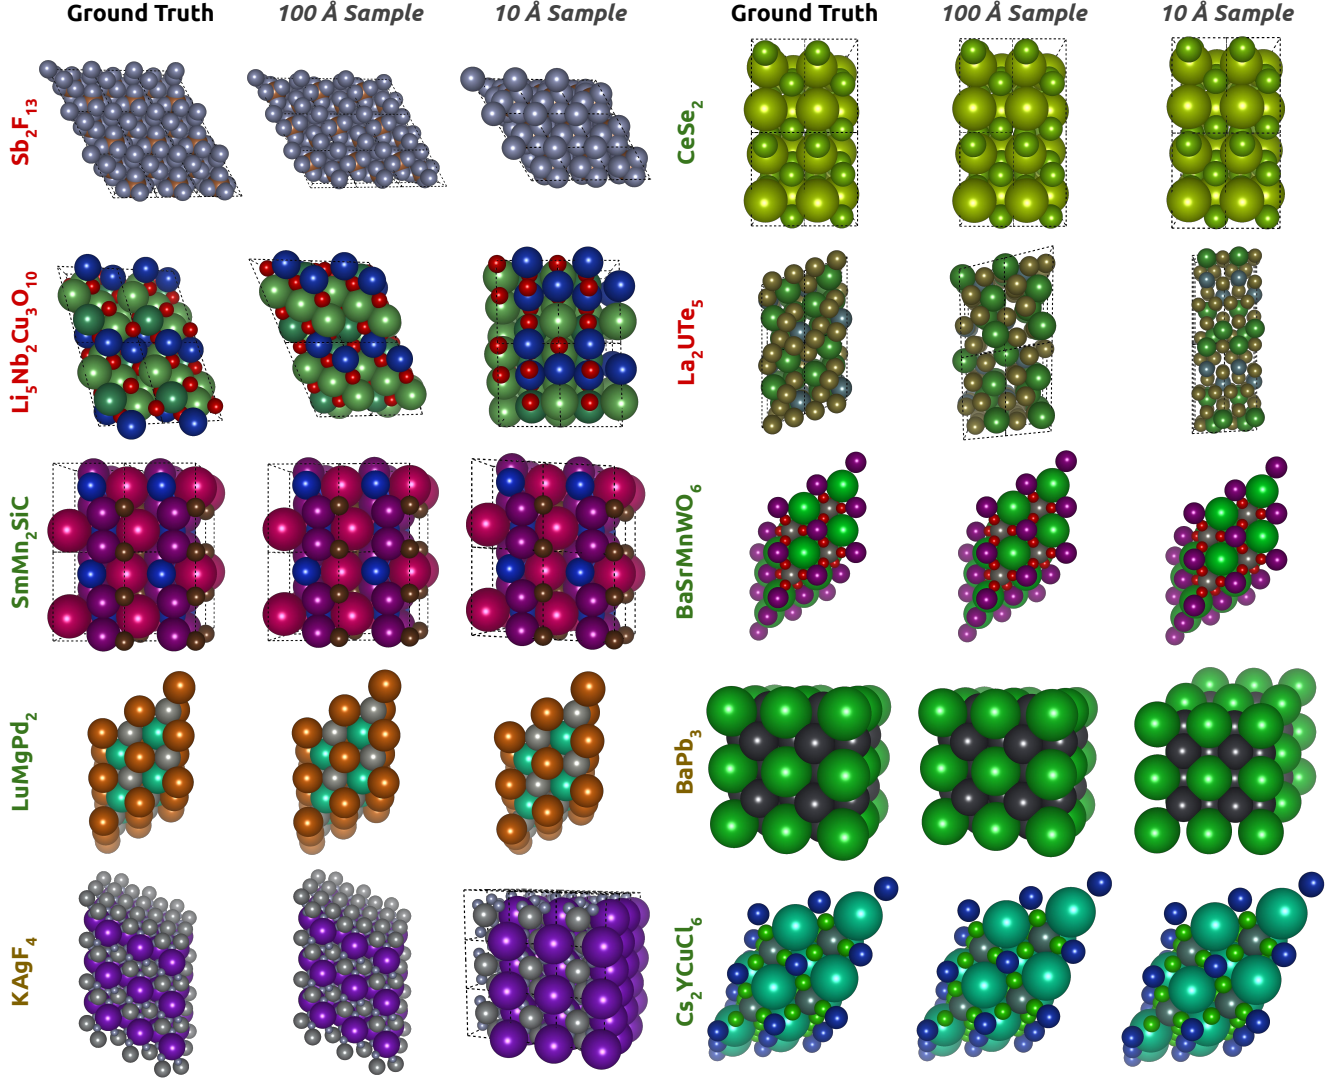 Ground Truth 100 Å Sample 10 Å Sample Ground Truth 100 Å Sample 10 Å Sample
Sb₂F₁₃
CeSe₂
Li₅Nb₂Cu₃O₁₀
La₂UTe₅
SmMn₂SiC
BaSrMnWO₆
LuMgPd₂
BaPb₃
KAgF₄
Cs₂YCuCl₆